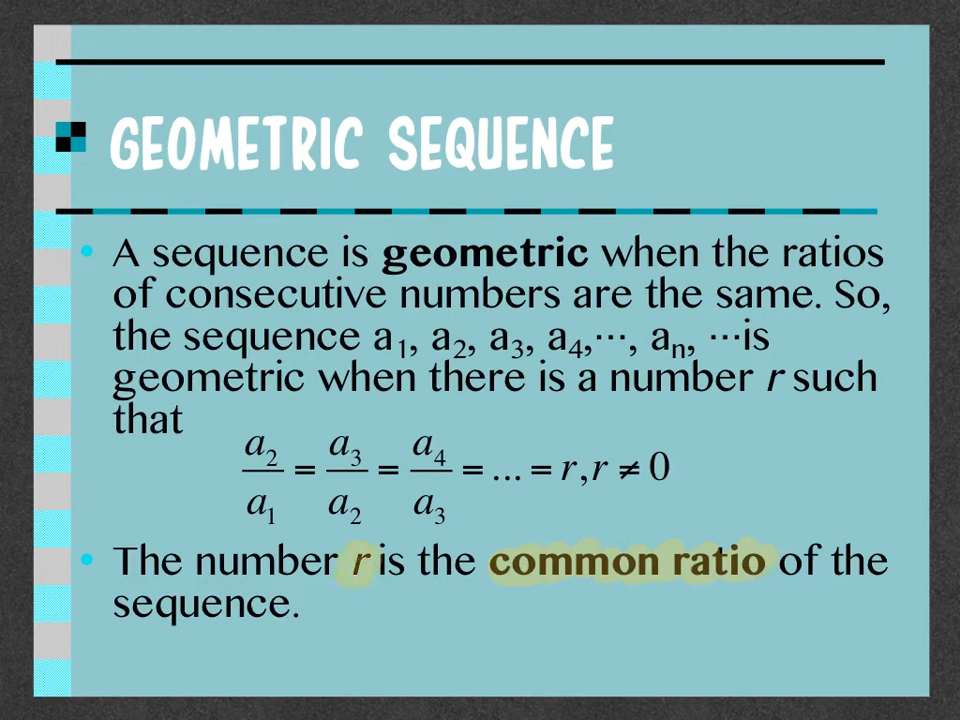 GEOMETRIC SEQUENCE
• A sequence is geometric when the ratios
of consecutive numbers are the same. So,
the sequence a₁, a₂, a₃, a₄,⋯, aₙ, ⋯is
geometric when there is a number r such
that
a₂/a₁ = a₃/a₂ = a₄/a₃ = ... = r, r ≠ 0
• The number r is the common ratio of the
sequence.